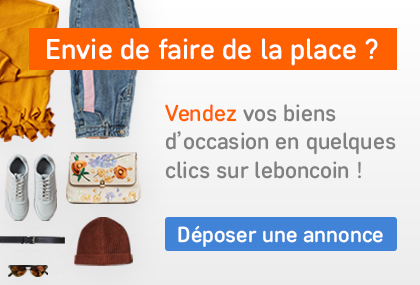 Envie de faire de la place ?
Vendez vos biens
d'occasion en quelques
clics sur leboncoin !
Déposer une annonce